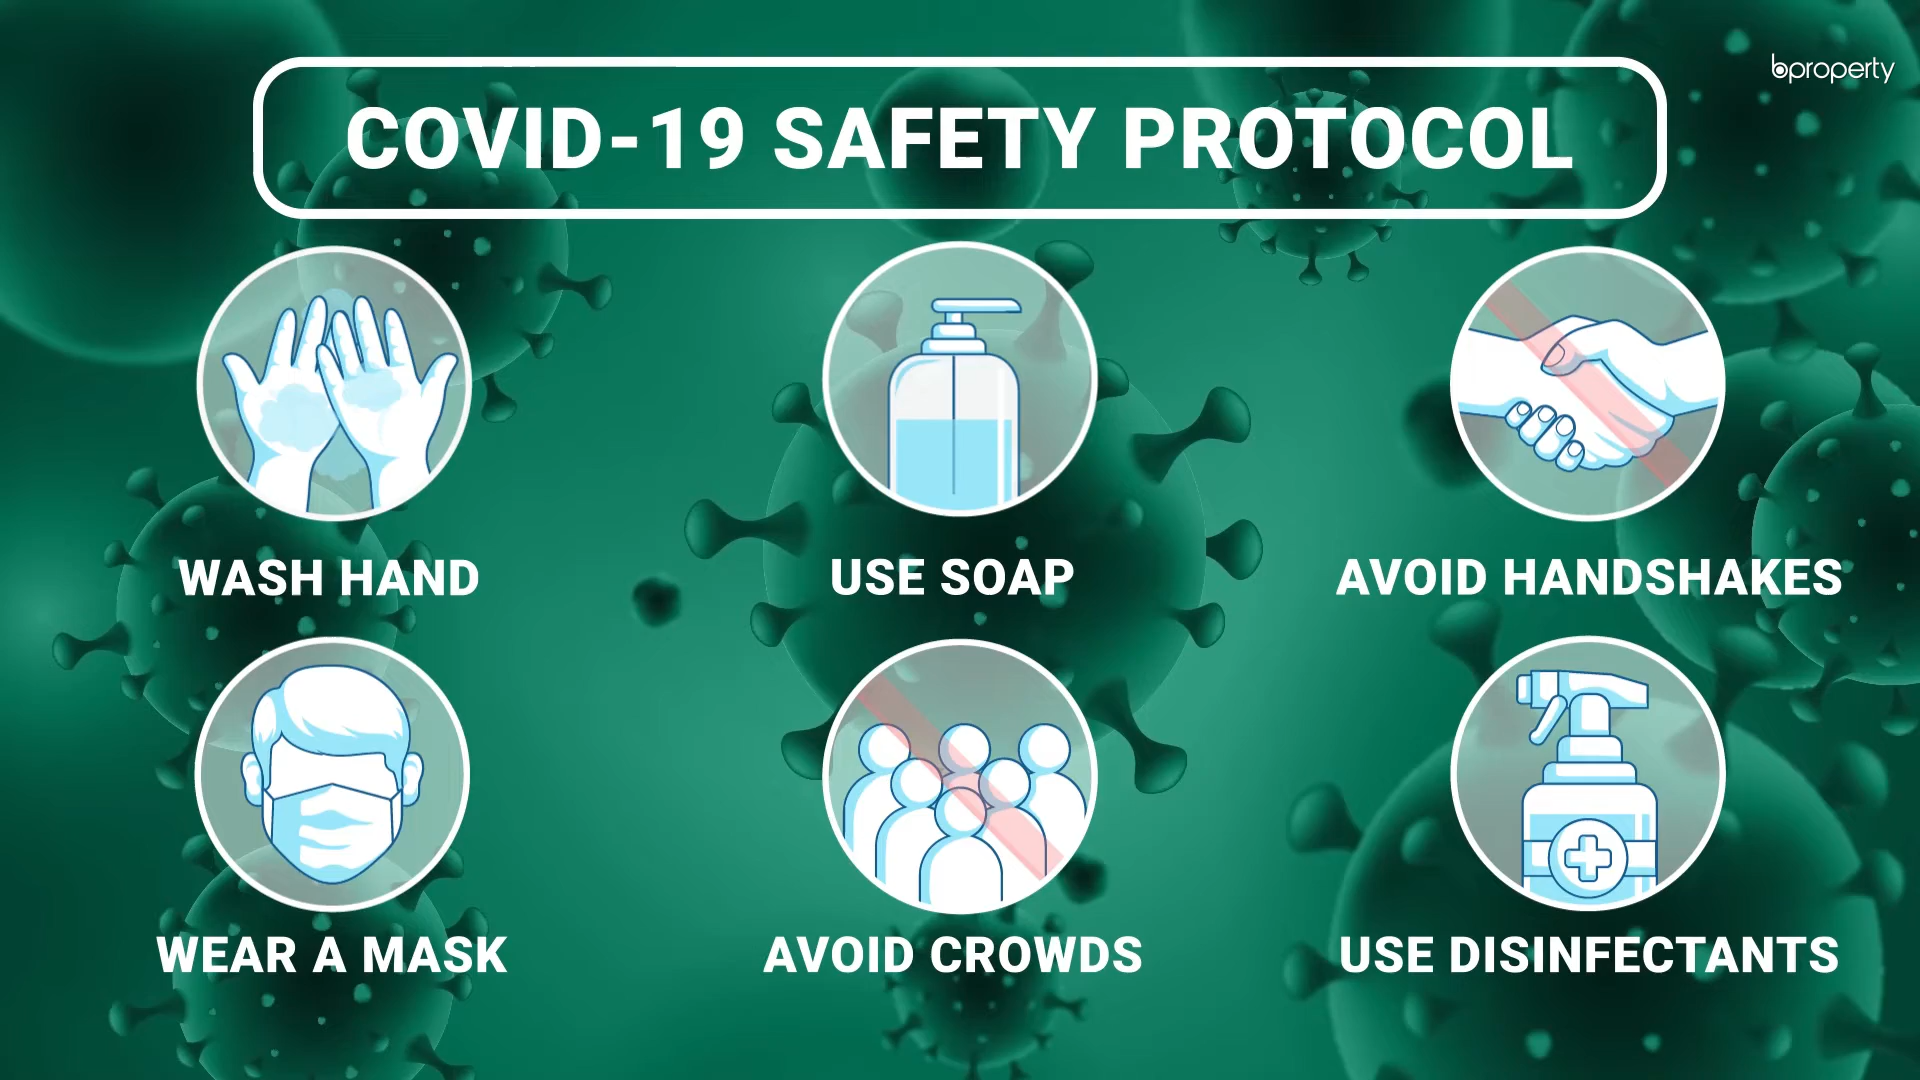 bproperty
COVID-19 SAFETY PROTOCOL
WASH HAND
USE SOAP
AVOID HANDSHAKES
WEAR A MASK
AVOID CROWDS
USE DISINFECTANTS